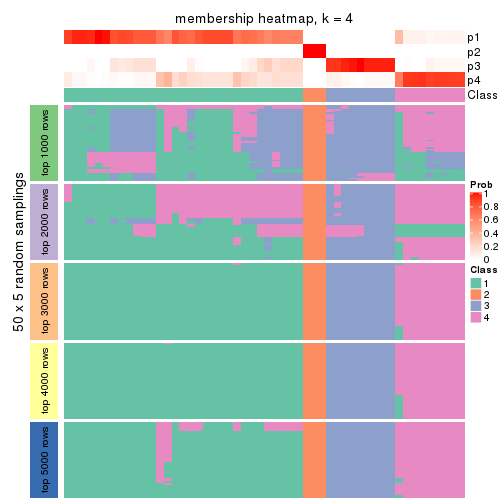 membership heatmap, k = 4
p1
p2
p3
p4
Class
50 x 5 random samplings
top 1000 rows
top 2000 rows
top 3000 rows
top 4000 rows
top 5000 rows
Prob
1
0.8
0.6
0.4
0.2
0
Class
1
2
3
4